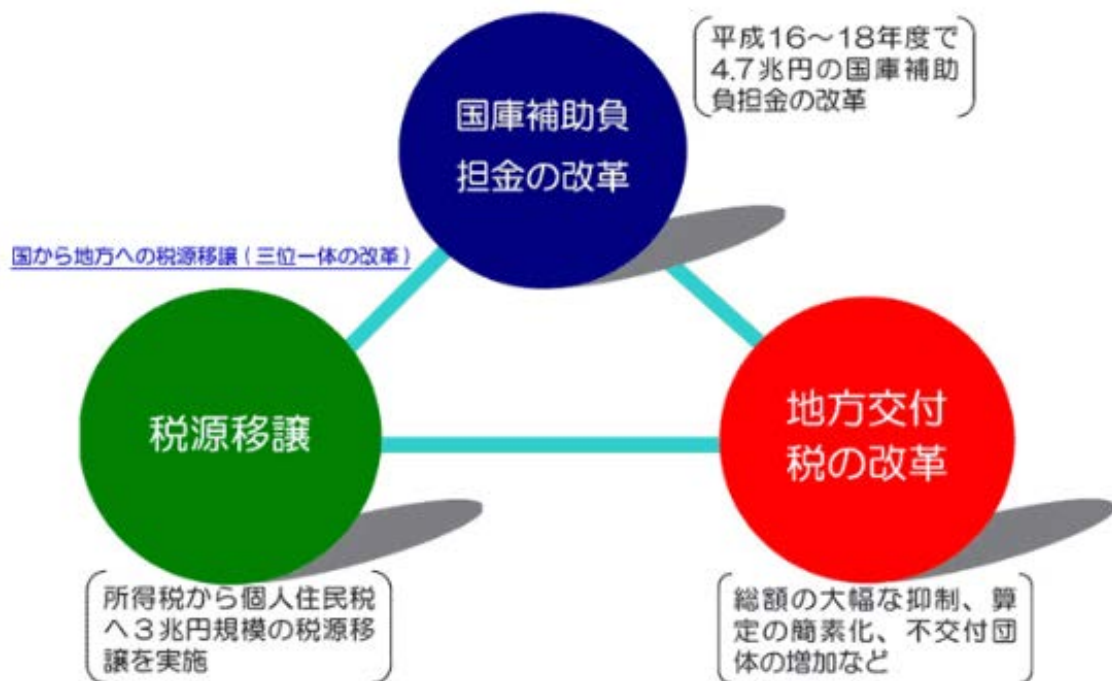 平成16～18年度で
4.7兆円の国庫補助
負担金の改革
国庫補助負
担金の改革
国から地方への税源移譲(三位一体の改革)
税源移譲
地方交付
税の改革
所得税から個人住民税
へ3兆円規模の税源移
譲を実施
総額の大幅な抑制、算
定の簡素化、不交付団
体の増加など